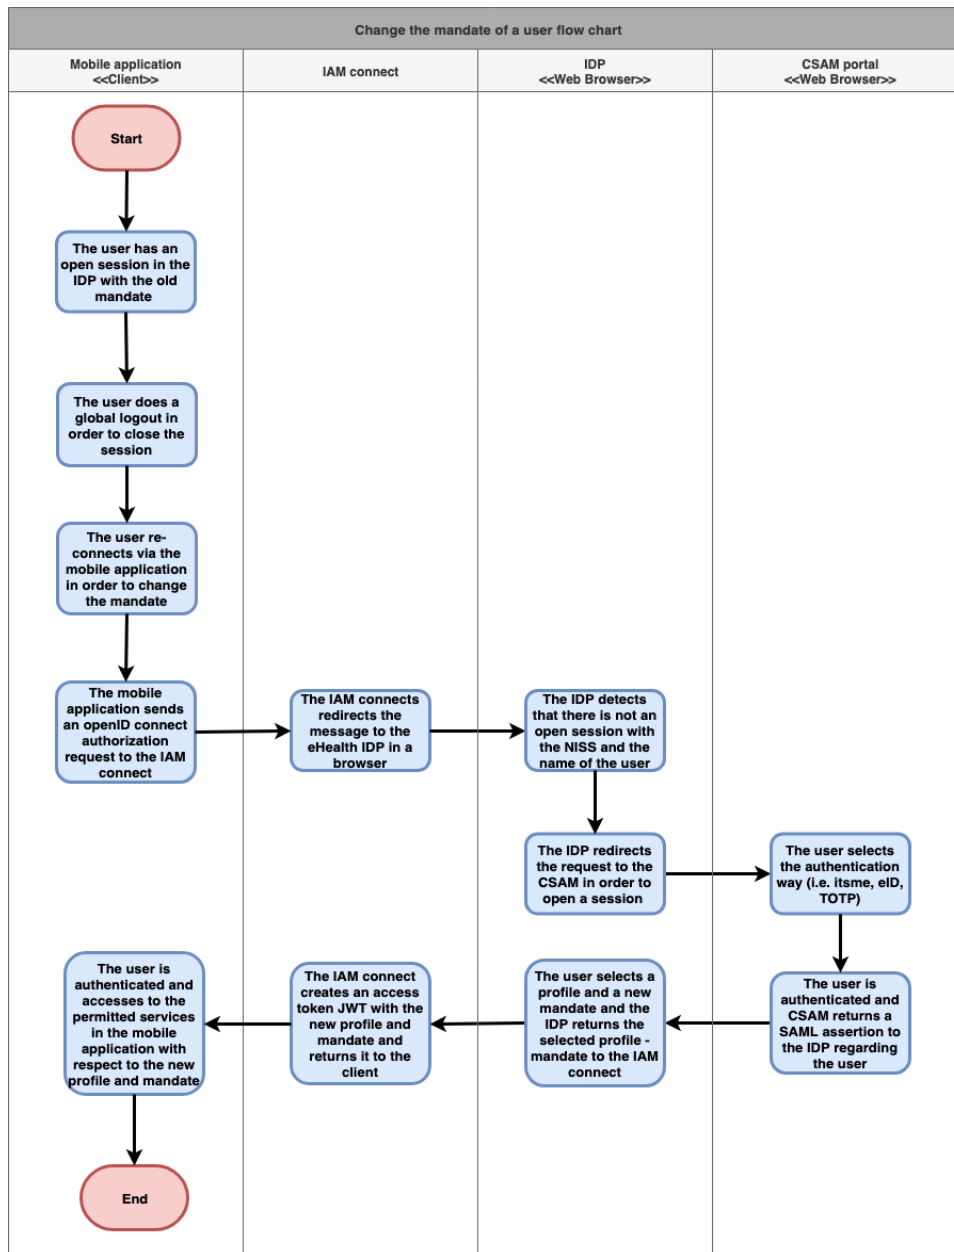 Change the mandate of a user flow chart
Mobile application
<<Client>>
IAM connect
IDP
<<Web Browser>>
CSAM portal
<<Web Browser>>
Start
The user has an
open session in the
IDP with the old
mandate
The user does a
global logout in
order to close the
session
The user re-
connects via the
mobile application
in order to change
the mandate
The mobile
application sends
an openID connect
authorization
request to the IAM
connect
The IAM connects
redirects the
message to the
eHealth IDP in a
browser
The IDP detects
that there is not an
open session with
the NISS and the
name of the user
The IDP redirects
the request to the
CSAM in order to
open a session
The user selects
the authentication
way (i.e. itsme, eID,
TOTP)
The user is
authenticated and
CSAM returns a
SAML assertion to
the IDP regarding
the user
The user selects a
profile and a new
mandate and the
IDP returns the
selected profile -
mandate to the IAM
connect
The IAM connect
creates an access
token JWT with the
new profile and
mandate and
returns it to the
client
The user is
authenticated and
accesses to the
permitted services
in the mobile
application with
respect to the new
profile and mandate
End